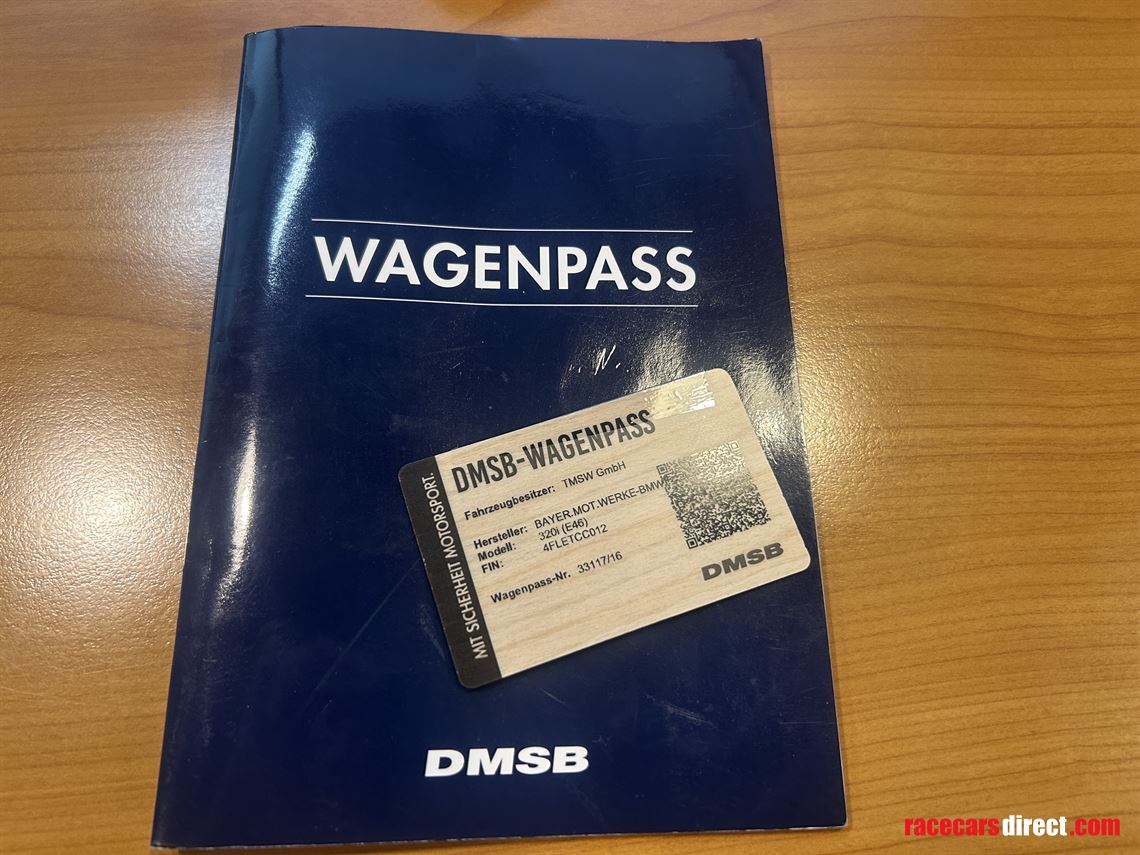 WAGENPASS
DMSB-WAGENPASS
Fahrzeugbesitzer: TMSW GmbH
Hersteller: BAYER.MOT.WERKE-BMW
Modell: 320i (E46)
FIN: 4FLETCC012
Wagenpass-Nr. 33117/16
MIT SICHERHEIT MOTORSPORT.
DMSB
DMSB
racecarsdirect.com